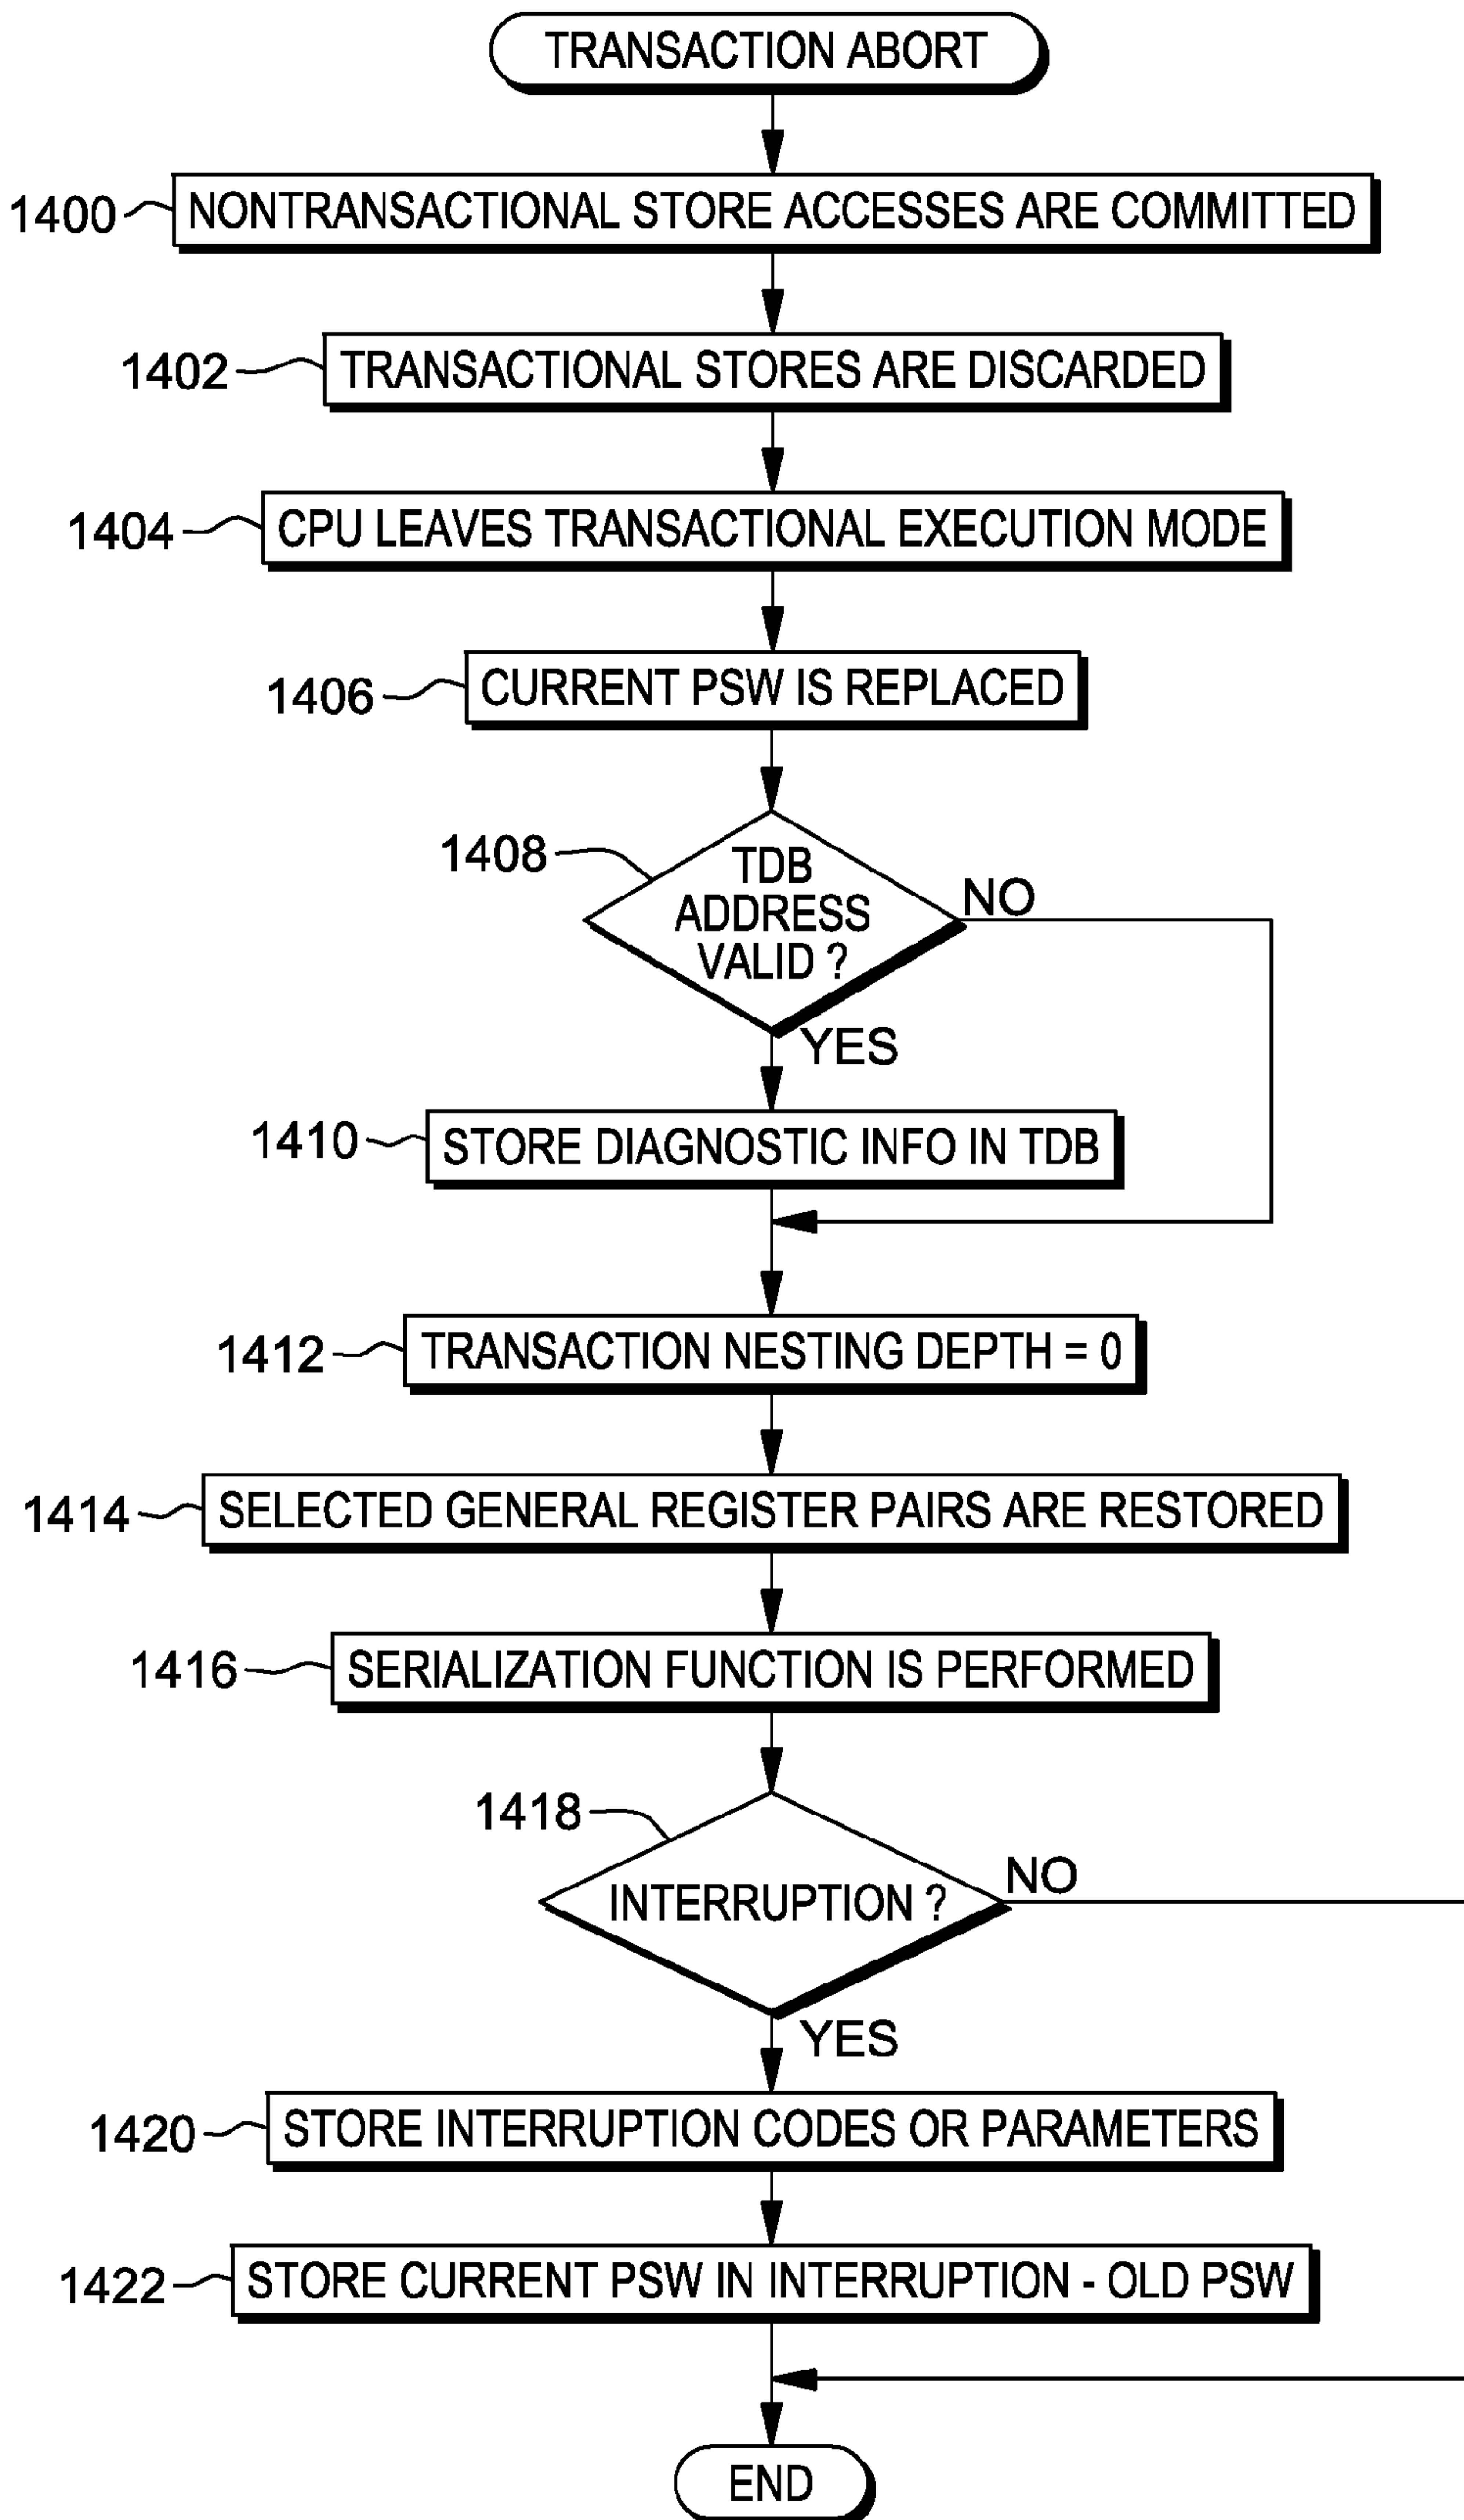 TRANSACTION ABORT
1400
NONTRANSACTIONAL STORE ACCESSES ARE COMMITTED
1402
TRANSACTIONAL STORES ARE DISCARDED
1404
CPU LEAVES TRANSACTIONAL EXECUTION MODE
1406
CURRENT PSW IS REPLACED
1408
TDB
ADDRESS
VALID ?
NO
YES
1410
STORE DIAGNOSTIC INFO IN TDB
1412
TRANSACTION NESTING DEPTH = 0
1414
SELECTED GENERAL REGISTER PAIRS ARE RESTORED
1416
SERIALIZATION FUNCTION IS PERFORMED
1418
INTERRUPTION ?
NO
YES
1420
STORE INTERRUPTION CODES OR PARAMETERS
1422
STORE CURRENT PSW IN INTERRUPTION - OLD PSW
END